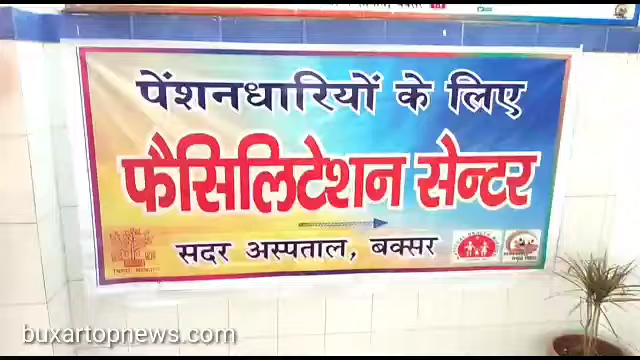 पेंशनधारियों के लिए
फैसिलिटेशन सेन्टर
सदर अस्पताल, बक्सर
buxartopnews.com